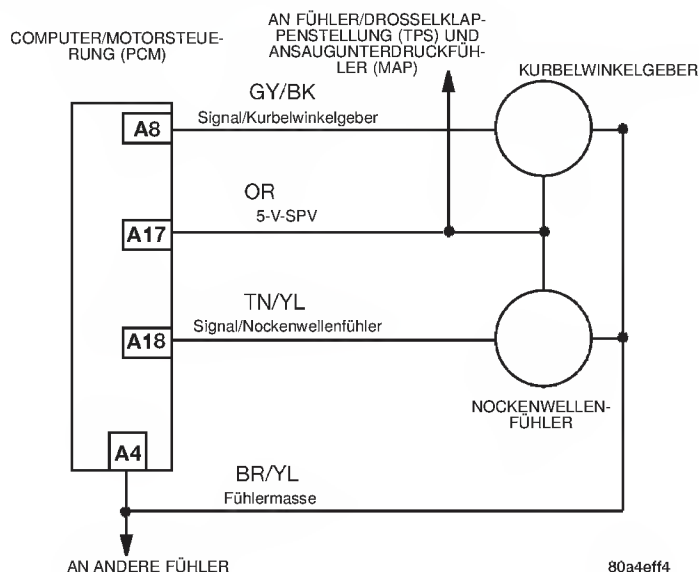 COMPUTER/MOTORSTEUE-
RUNG (PCM)
AN FÜHLER/DROSSELKLAP-
PENSTELLUNG (TPS) UND
ANSAUGUNTERDRUCKFÜH-
LER (MAP)
KURBELWINKELGEBER
GY/BK
A8
Signal/Kurbelwinkelgeber
OR
5-V-SPV
A17
TN/YL
Signal/Nockenwellenfühler
A18
NOCKENWELLEN-
FÜHLER
A4
BR/YL
Fühlermasse
AN ANDERE FÜHLER
80a4eff4